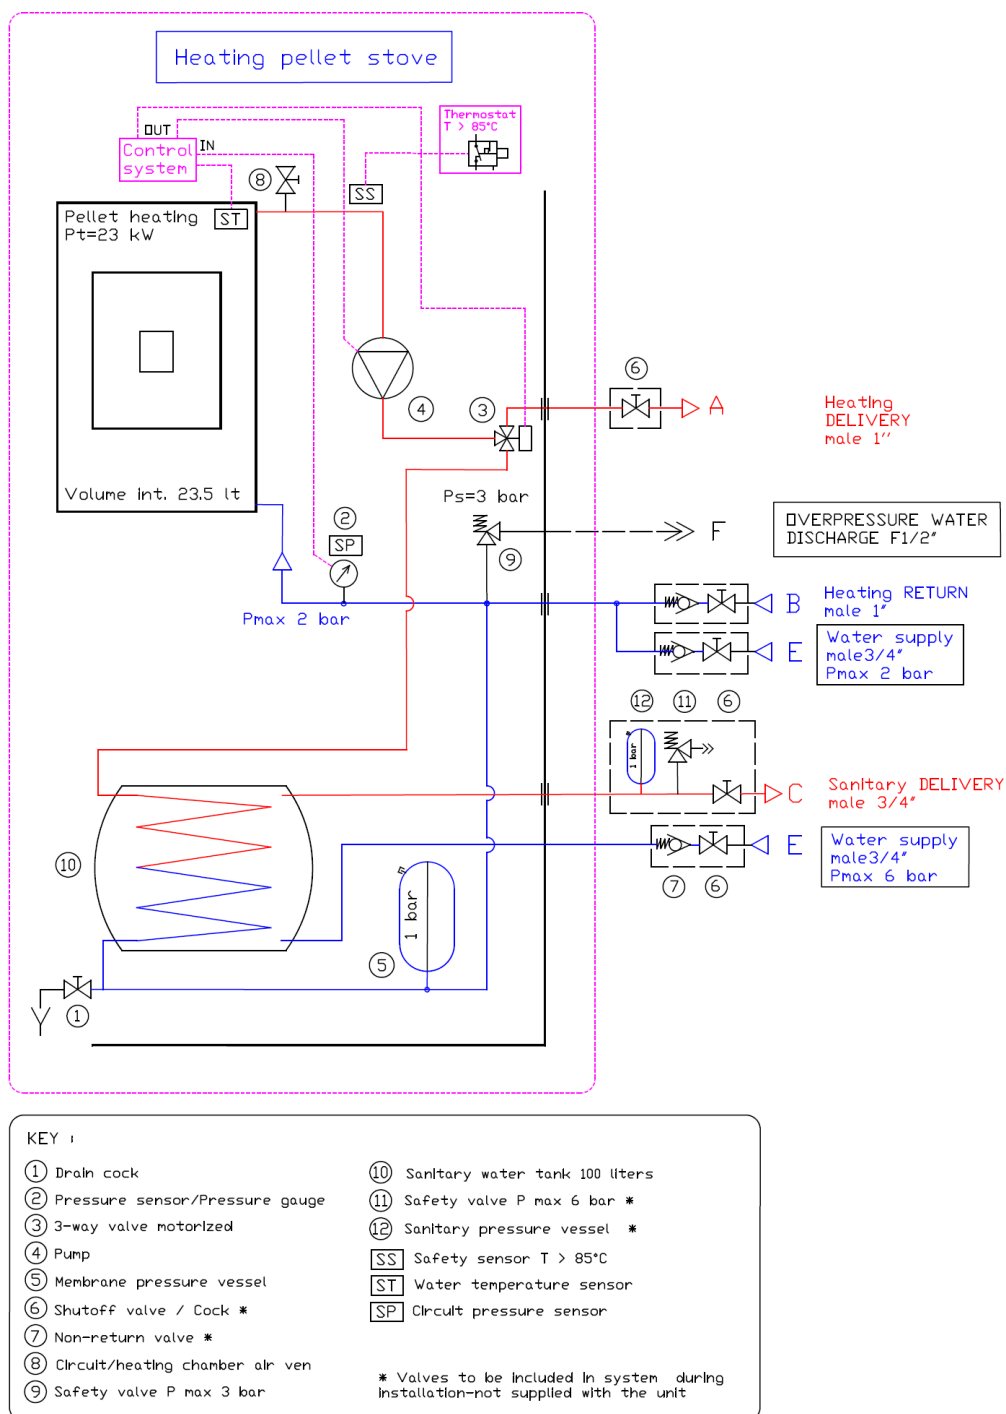 Heating pellet stove
Thermostat
T > 85°C
OUT
IN
Control
system
8
SS
Pellet heating
Pt=23 kW
ST
6
4
3
A
Heating
DELIVERY
male 1''
Volume int. 23.5 lt
Ps=3 bar
2
SP
9
F
OVERPRESSURE WATER
DISCHARGE F1/2"
Pmax 2 bar
B
Heating RETURN
male 1"
E
Water supply
male3/4"
Pmax 2 bar
12
11
6
1 bar
C
Sanitary DELIVERY
male 3/4"
E
Water supply
male3/4"
Pmax 6 bar
7
6
10
1 bar
5
1
KEY :
1 Drain cock
2 Pressure sensor/Pressure gauge
3 3-way valve motorized
4 Pump
5 Membrane pressure vessel
6 Shutoff valve / Cock *
7 Non-return valve *
8 Circuit/heating chamber air ven
9 Safety valve P max 3 bar
10 Sanitary water tank 100 liters
11 Safety valve P max 6 bar *
12 Sanitary pressure vessel *
SS Safety sensor T > 85°C
ST Water temperature sensor
SP Circuit pressure sensor
* Valves to be included in system during
installation-not supplied with the unit